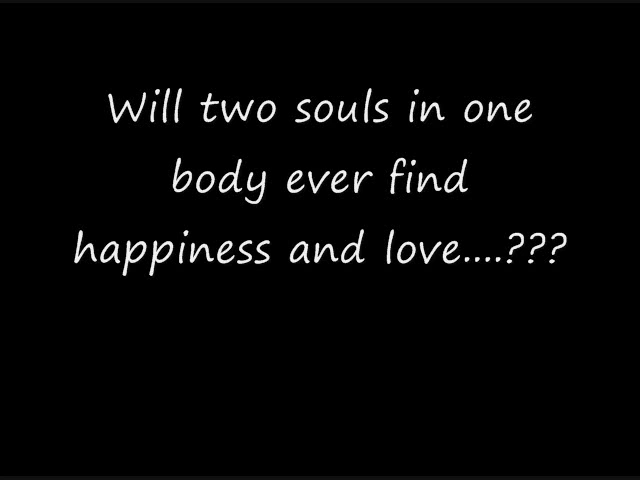 Will two souls in one
body ever find
happiness and love....???